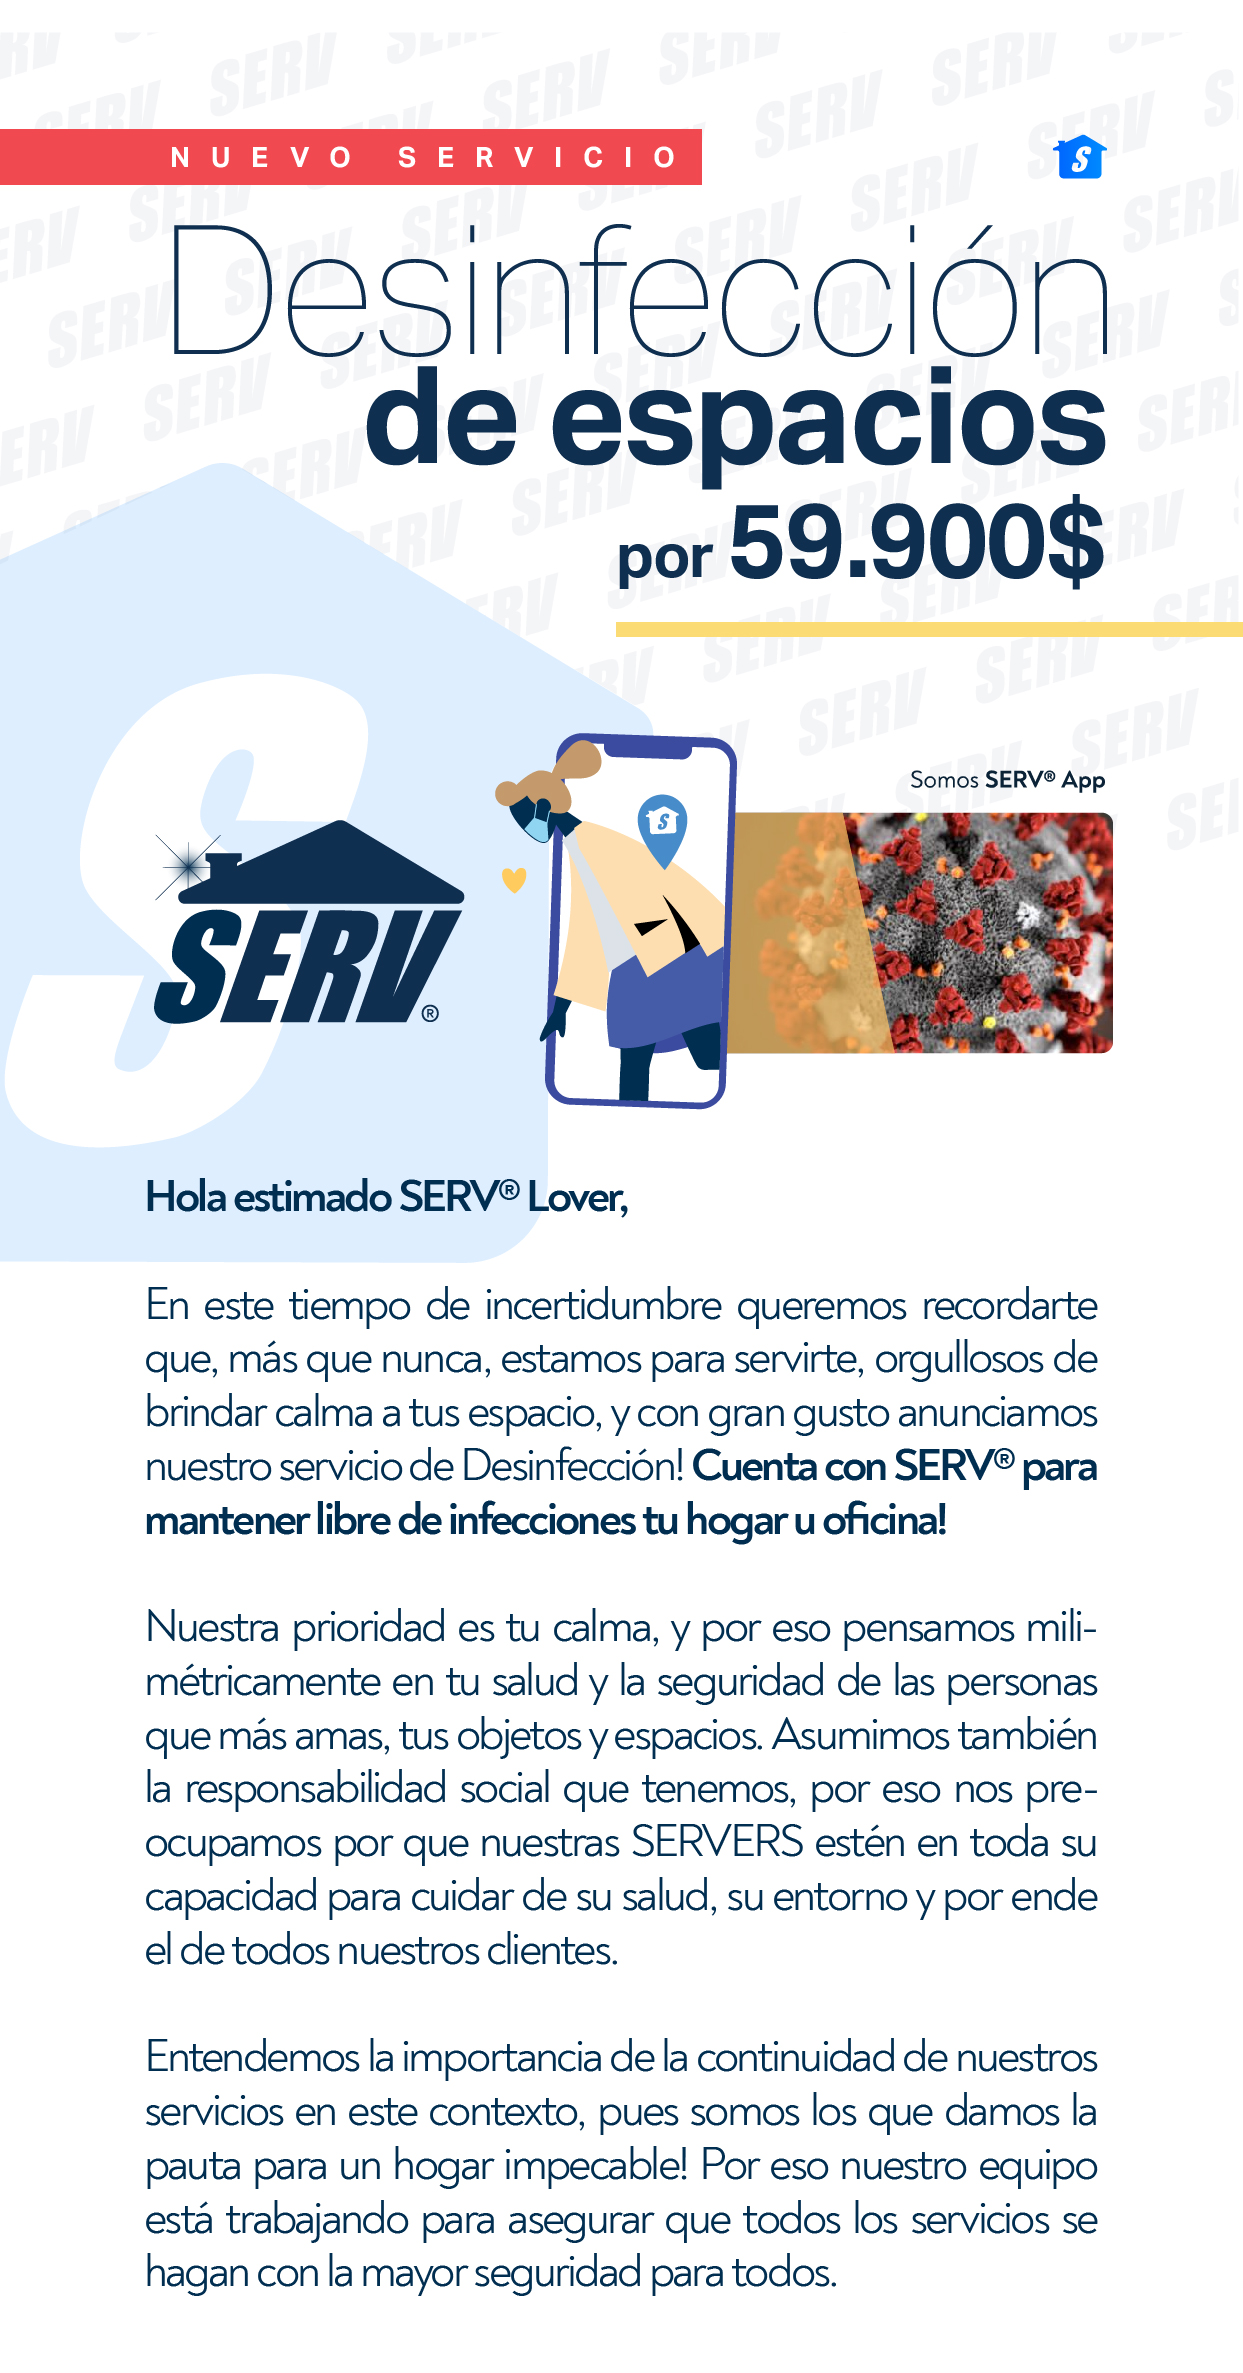 NUEVO SERVICIO
Desinfección
de espacios
por 59.900$
Somos SERV® App
SERV®
Hola estimado SERV® Lover,
En este tiempo de incertidumbre queremos recordarte
que, más que nunca, estamos para servirte, orgullosos de
brindar calma a tus espacio, y con gran gusto anunciamos
nuestro servicio de Desinfección! Cuenta con SERV® para
mantener libre de infecciones tu hogar u oficina!
Nuestra prioridad es tu calma, y por eso pensamos mili-
métricamente en tu salud y la seguridad de las personas
que más amas, tus objetos y espacios. Asumimos también
la responsabilidad social que tenemos, por eso nos pre-
ocupamos por que nuestras SERVERS estén en toda su
capacidad para cuidar de su salud, su entorno y por ende
el de todos nuestros clientes.
Entendemos la importancia de la continuidad de nuestros
servicios en este contexto, pues somos los que damos la
pauta para un hogar impecable! Por eso nuestro equipo
está trabajando para asegurar que todos los servicios se
hagan con la mayor seguridad para todos.